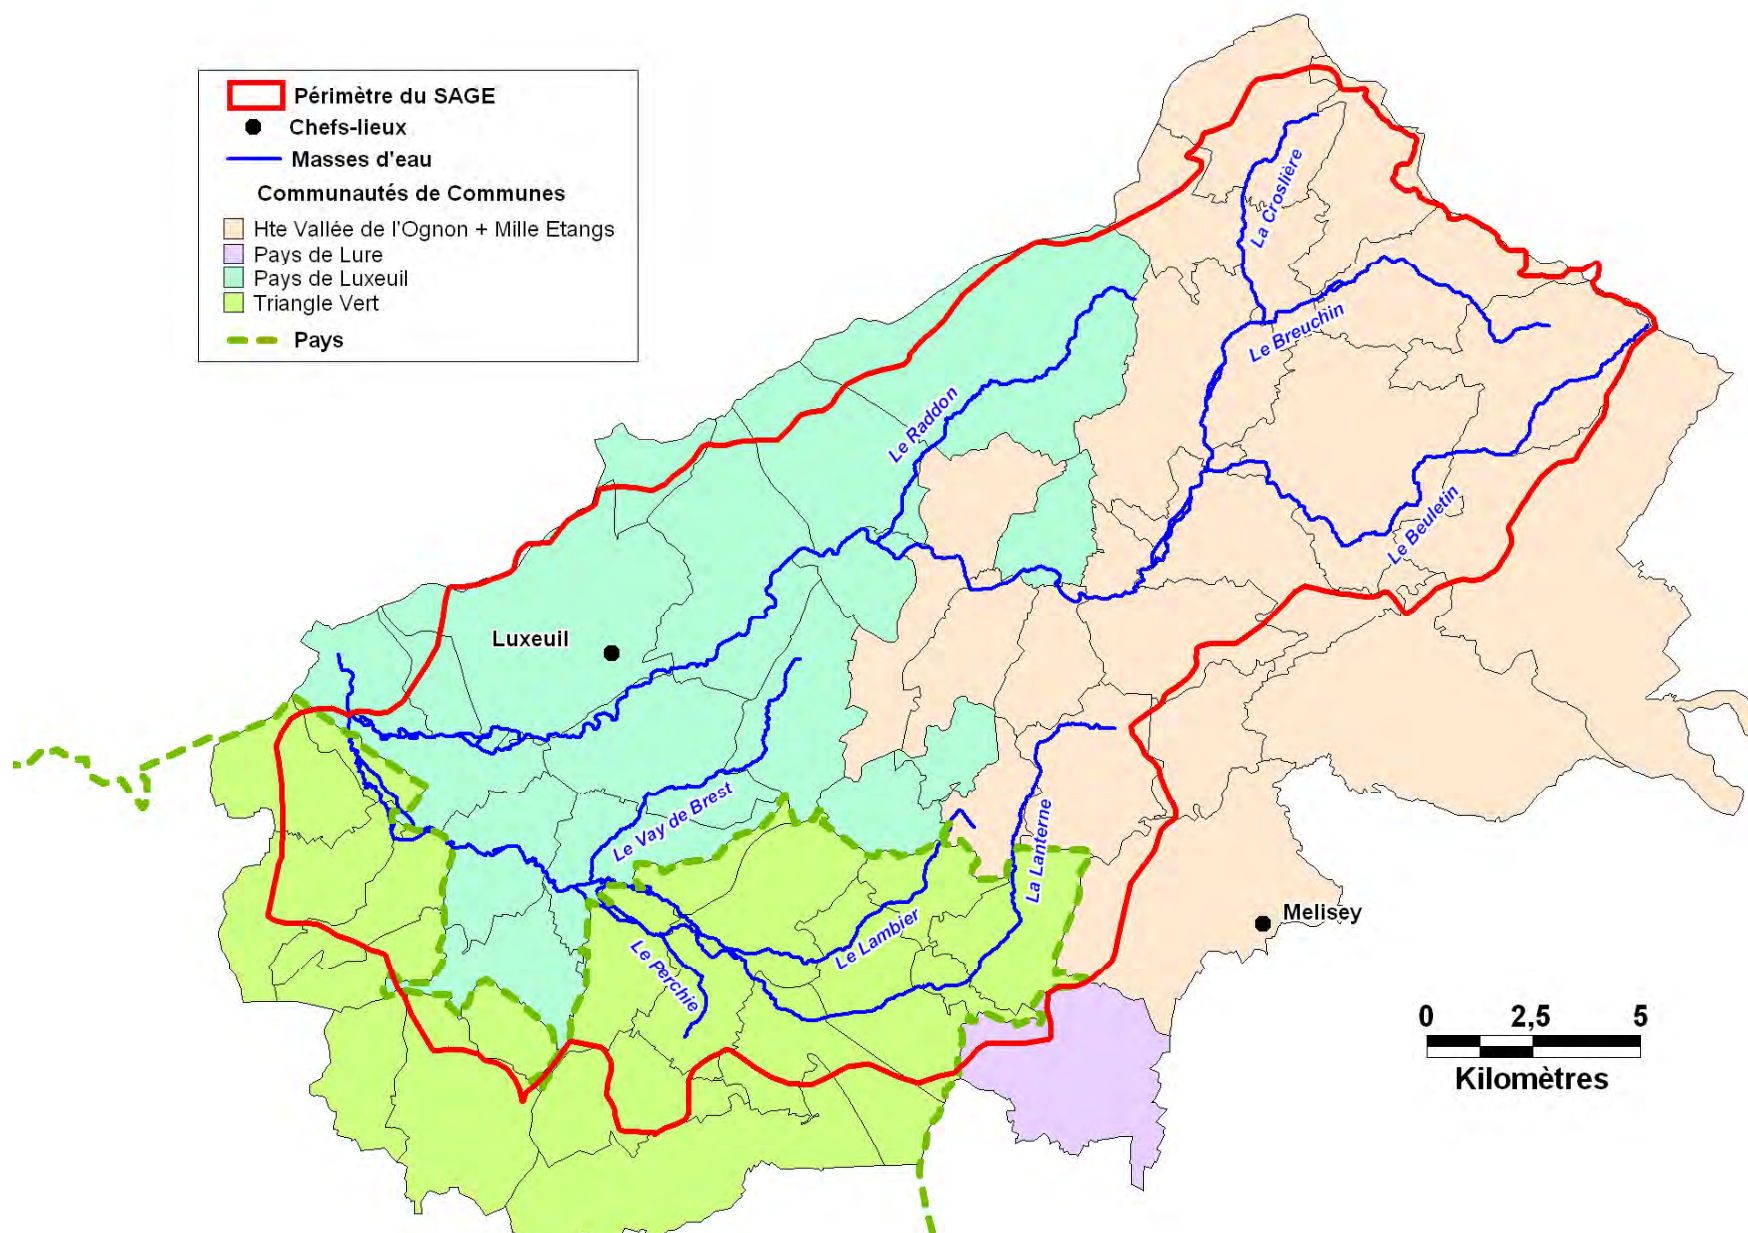 Périmètre du SAGE
Chefs-lieux
Masses d'eau
Communautés de Communes
Hte Vallée de l'Ognon + Mille Etangs
Pays de Lure
Pays de Luxeuil
Triangle Vert
Pays
La Croslière
Le Breuchin
Le Raddon
Le Beuletin
Luxeuil
Le Vay de Brest
La Lanterne
Le Lambier
Le Perchie
Melisey
0 2,5 5
Kilomètres